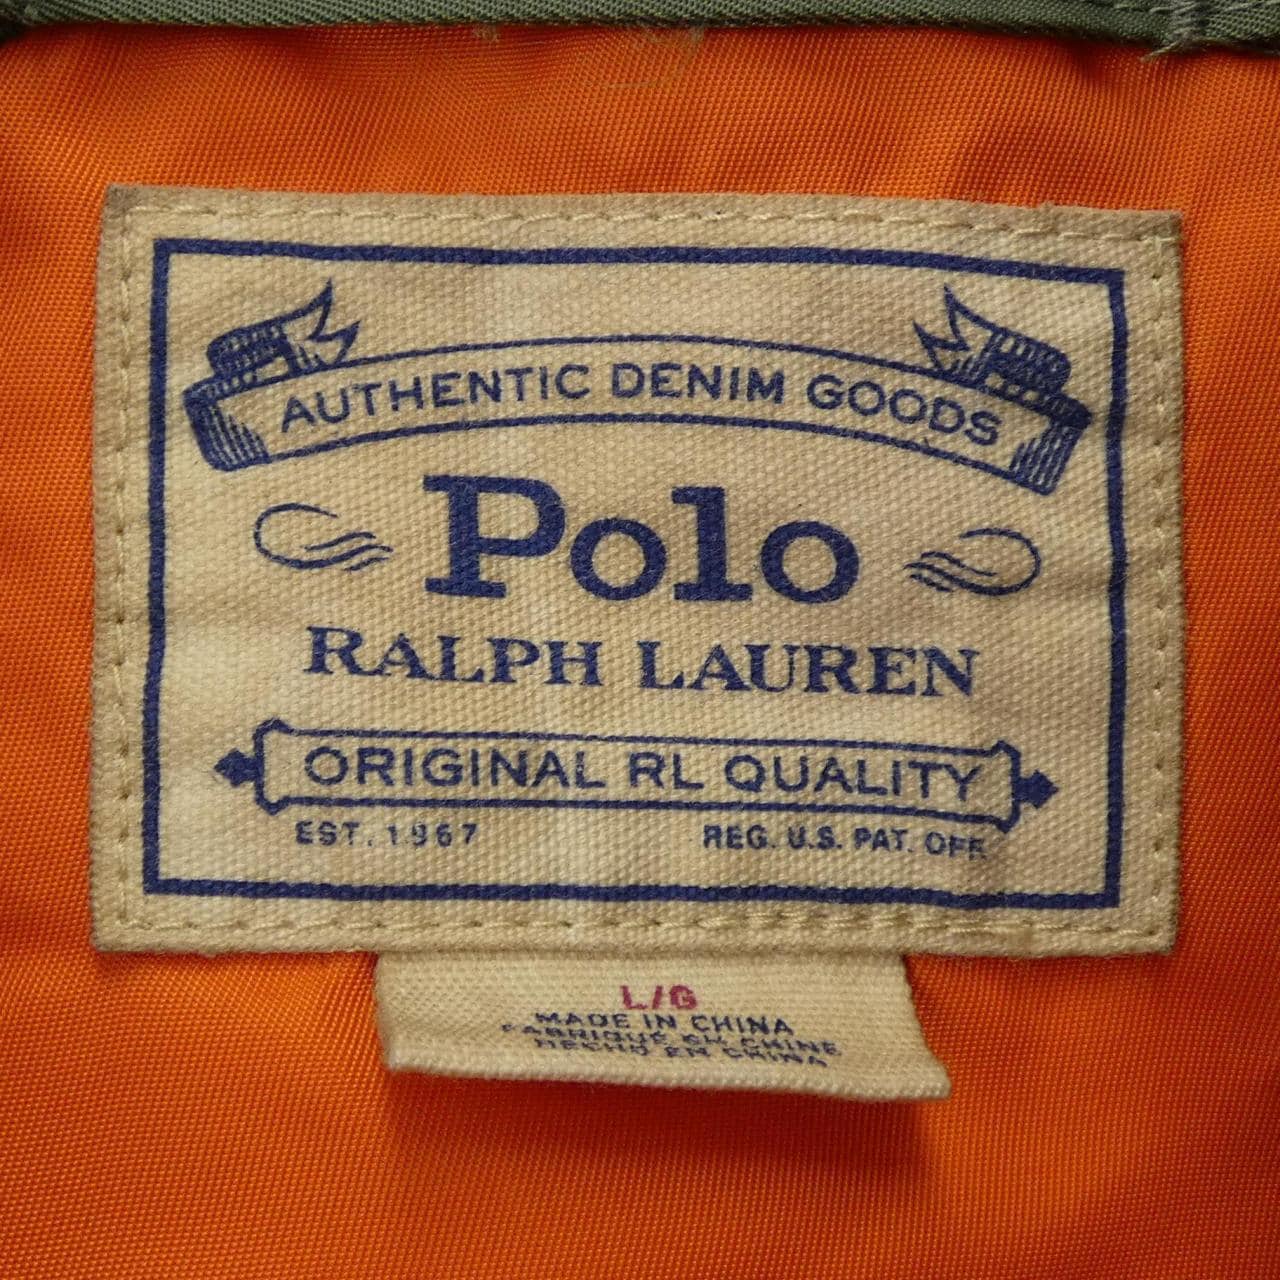 AUTHENTIC DENIM GOODS
Polo
RALPH LAUREN
ORIGINAL RL QUALITY
EST. 1967 REG. U.S. PAT. OFF.
L/G
MADE IN CHINA
FABRIQUÉ EN CHINE
HECHO EN CHINA